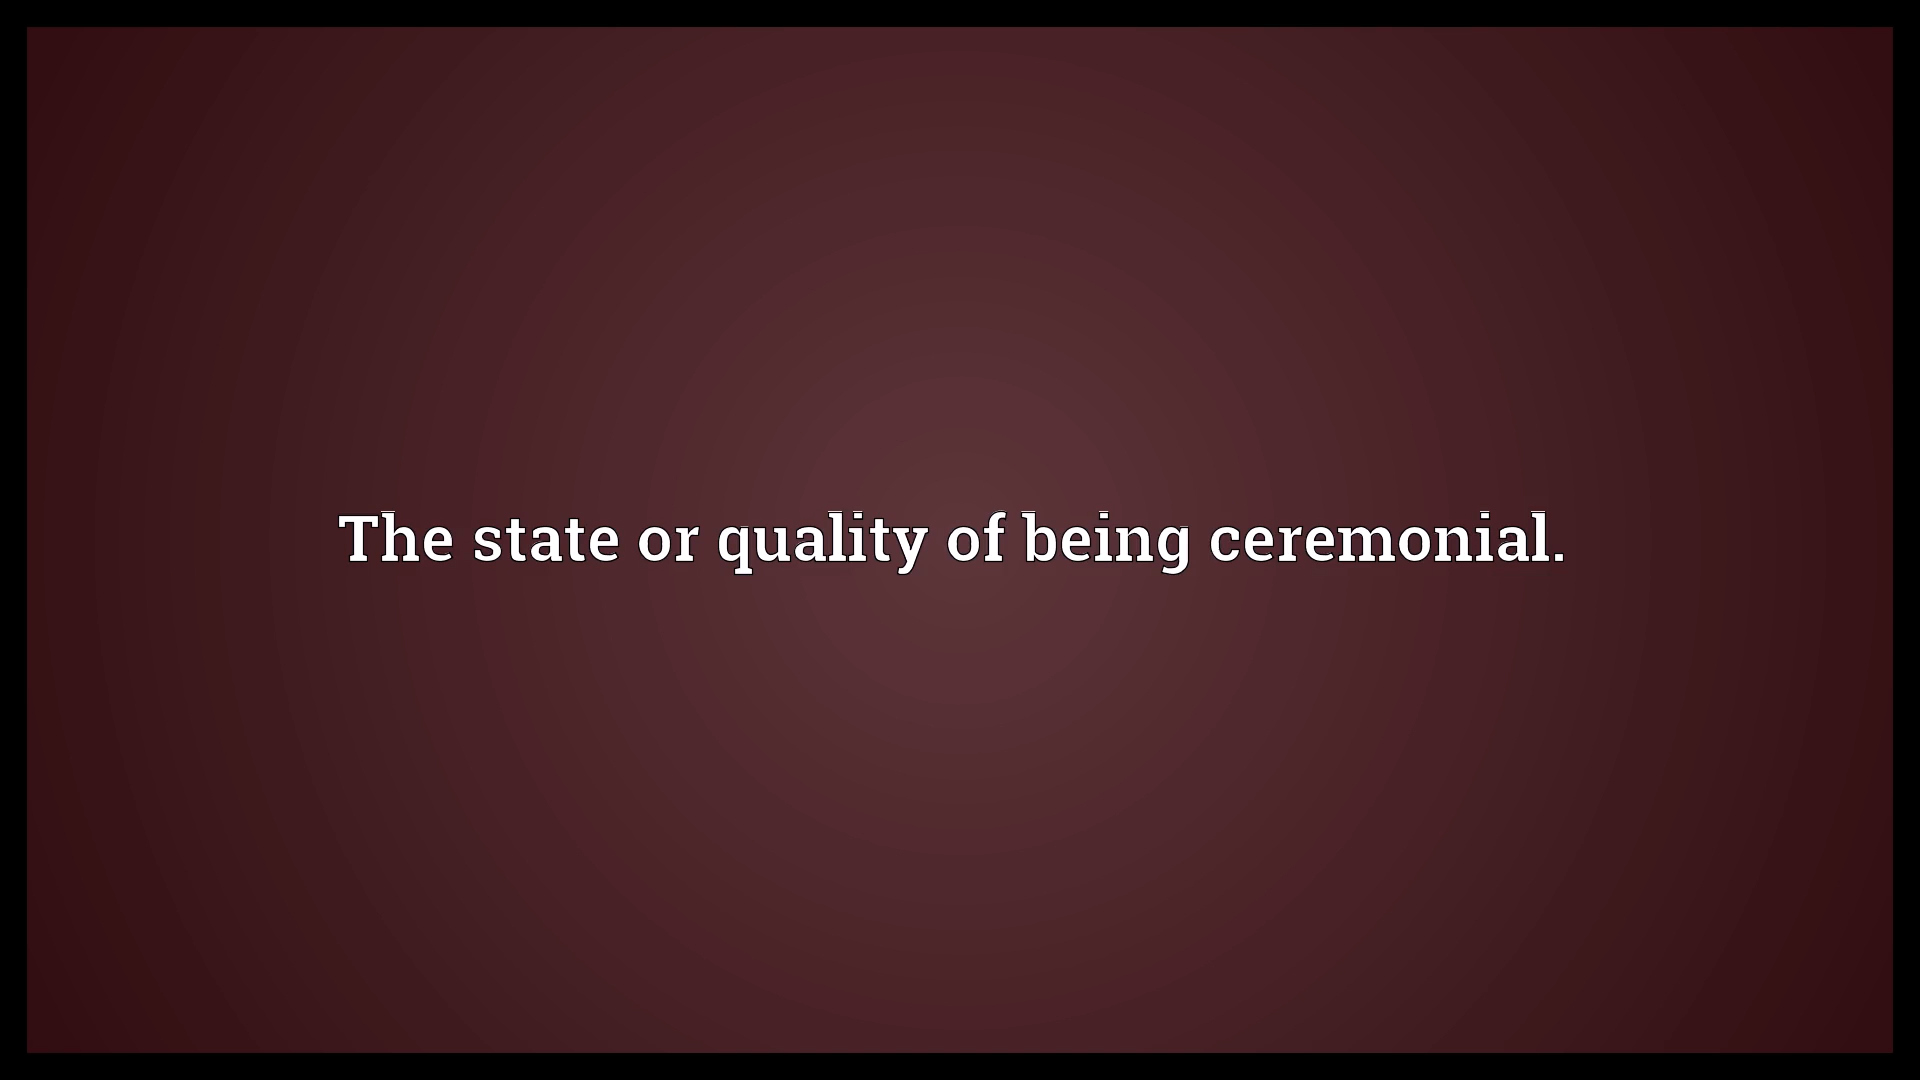 The state or quality of being ceremonial.